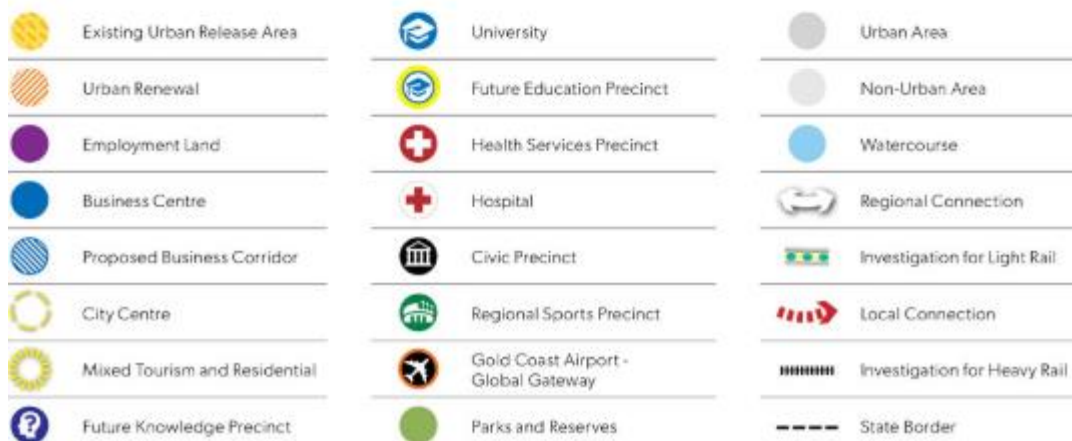 Existing Urban Release Area
Urban Renewal
Employment Land
Business Centre
Proposed Business Corridor
City Centre
Mixed Tourism and Residential
Future Knowledge Precinct
University
Future Education Precinct
Health Services Precinct
Hospital
Civic Precinct
Regional Sports Precinct
Gold Coast Airport -
Global Gateway
Parks and Reserves
Urban Area
Non-Urban Area
Watercourse
Regional Connection
Investigation for Light Rail
Local Connection
Investigation for Heavy Rail
State Border